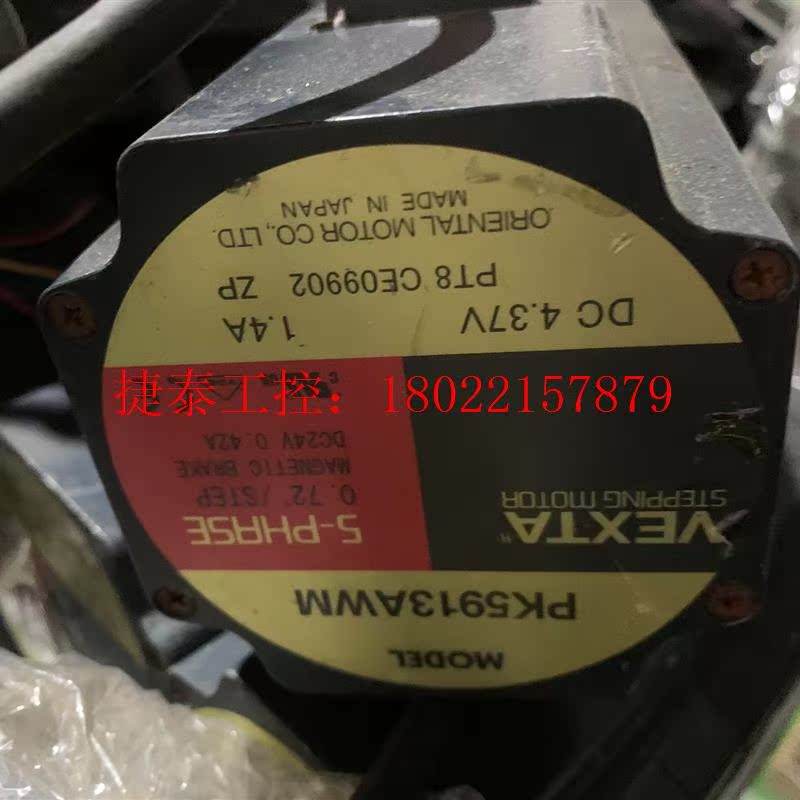 MODEL
PK5913AWM
VEXTA®
STEPPING MOTOR
5-PHASE
0.72°/STEP
MAGNETIC BRAKE
DC24V 0.42A
DC 4.37V 1.4A
PT8 CE09902 ZP
ORIENTAL MOTOR CO., LTD.
MADE IN JAPAN
捷泰工控：18022157879